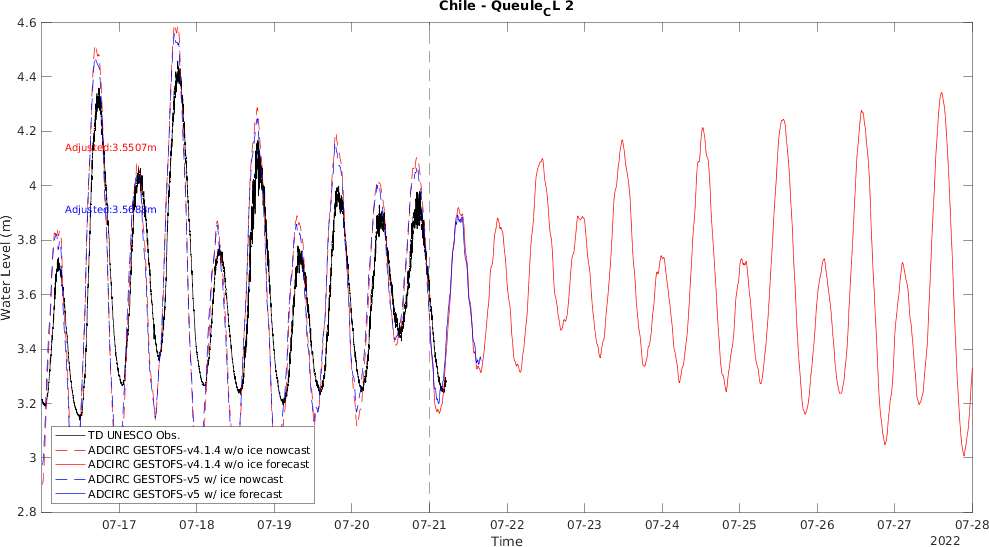 Chile - Queule_CL 2
4.6
4.4
4.2
4
3.8
3.6
3.4
3.2
3
2.8
Water Level (m)
Adjusted:3.5507m
Adjusted:3.5688m
TD UNESCO Obs.
ADCIRC GESTOFS-v4.1.4 w/o ice nowcast
ADCIRC GESTOFS-v4.1.4 w/o ice forecast
ADCIRC GESTOFS-v5 w/ ice nowcast
ADCIRC GESTOFS-v5 w/ ice forecast
07-17 07-18 07-19 07-20 07-21 07-22 07-23 07-24 07-25 07-26 07-27 07-28
Time
2022